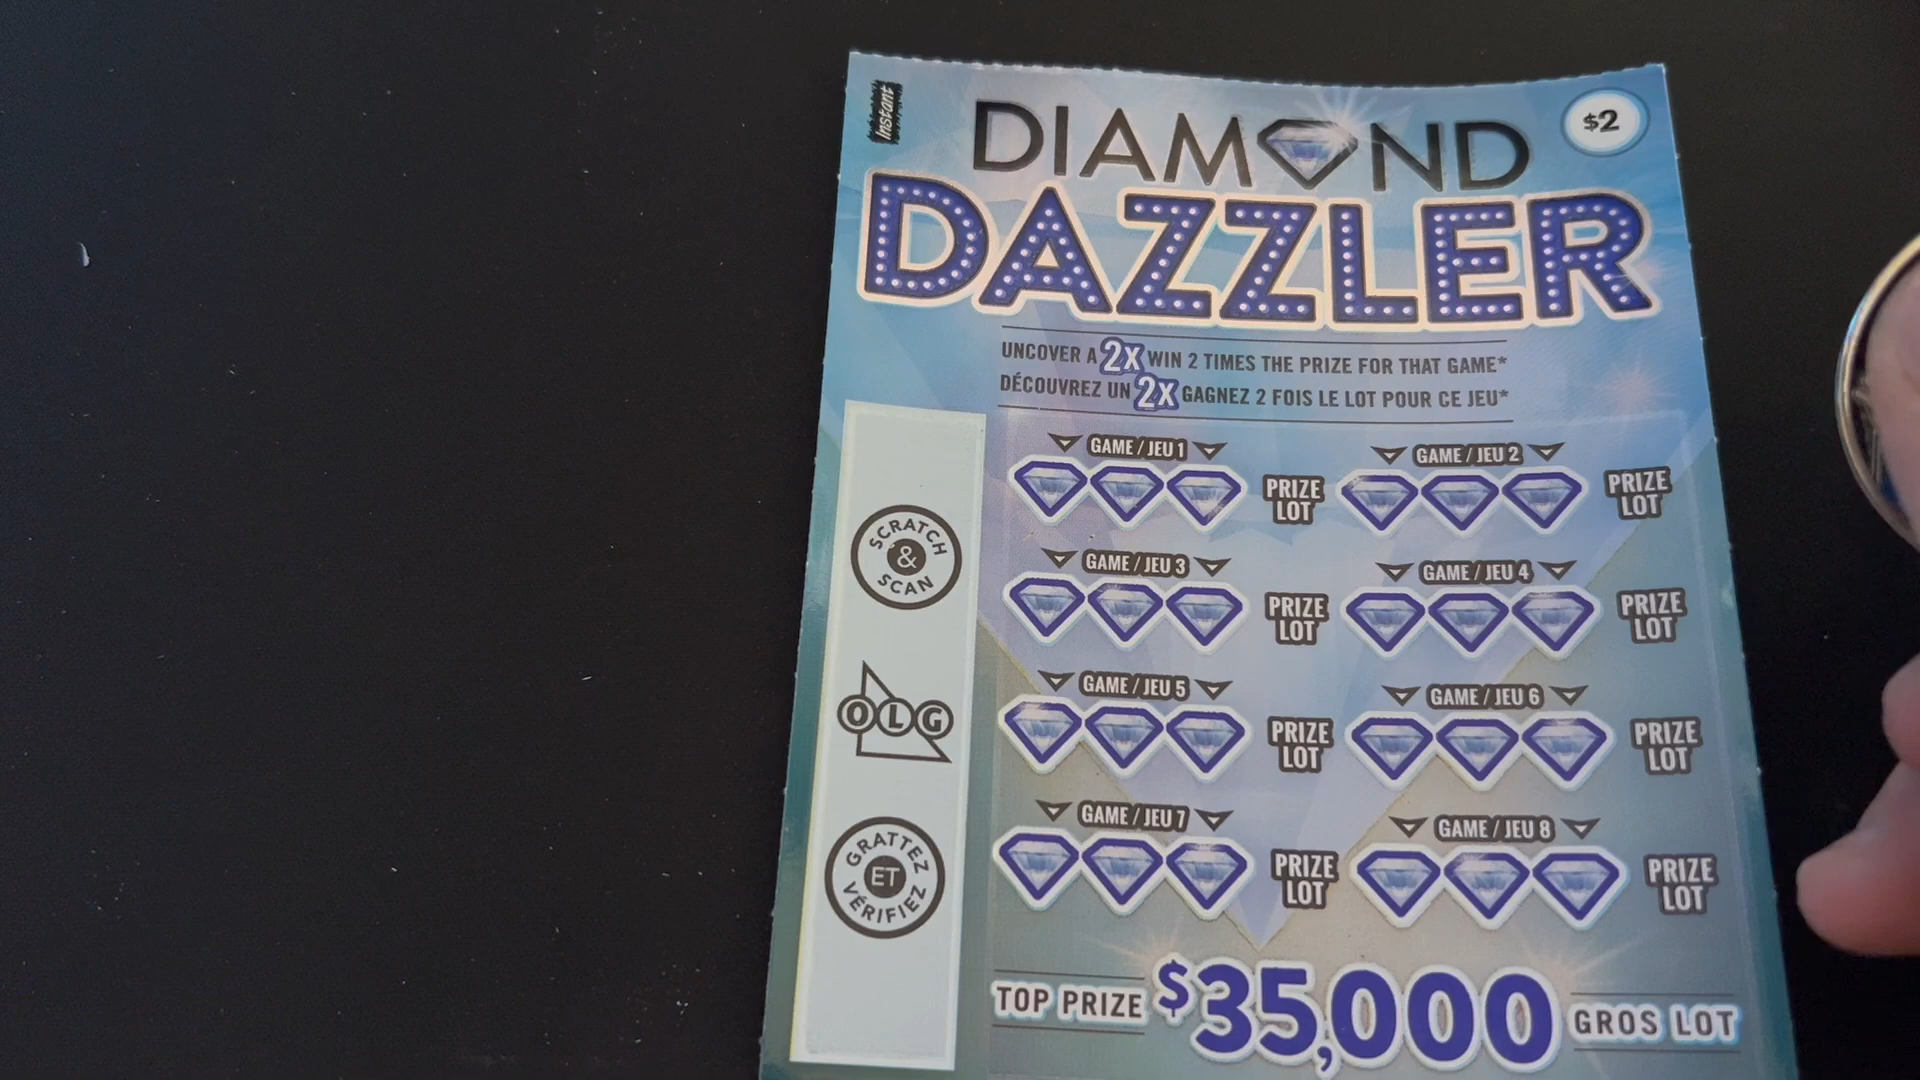 Instant
$2
DIAMOND
DAZZLER
UNCOVER A 2X WIN 2 TIMES THE PRIZE FOR THAT GAME*
DÉCOUVREZ UN 2X GAGNEZ 2 FOIS LE LOT POUR CE JEU*
GAME / JEU 1
PRIZE
LOT
GAME / JEU 2
PRIZE
LOT
GAME / JEU 3
PRIZE
LOT
GAME / JEU 4
PRIZE
LOT
GAME / JEU 5
PRIZE
LOT
GAME / JEU 6
PRIZE
LOT
GAME / JEU 7
PRIZE
LOT
GAME / JEU 8
PRIZE
LOT
SCRATCH
&
SCAN
OLG
GRATTEZ
ET
VÉRIFIEZ
TOP PRIZE $35,000 GROS LOT